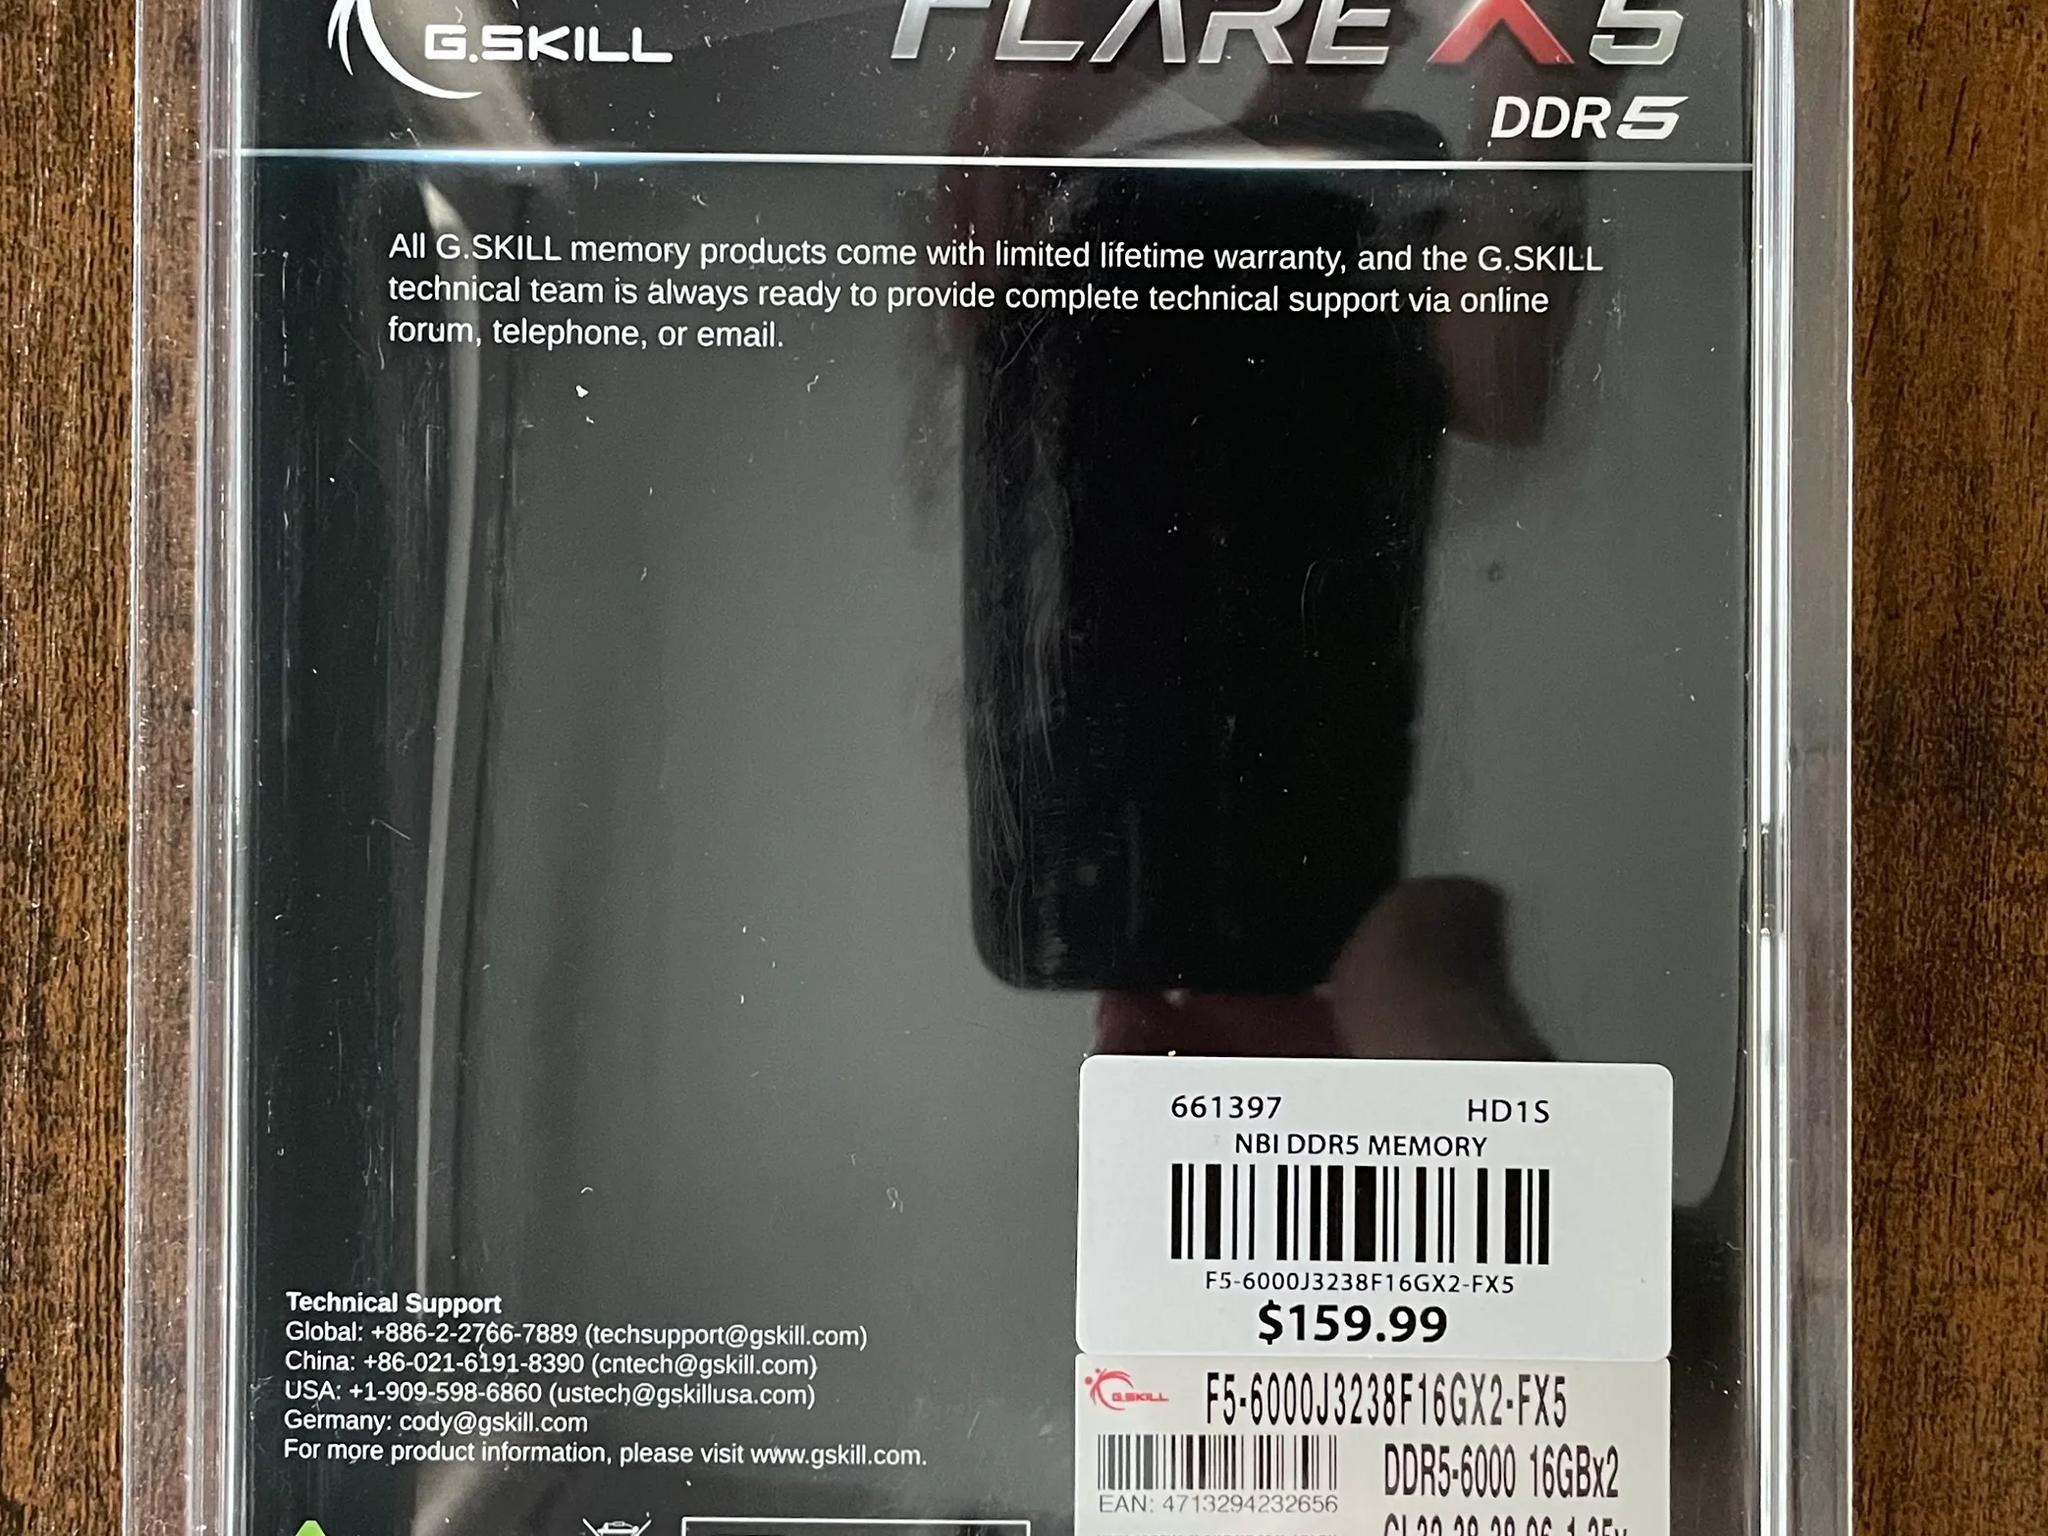 G.SKILL
FLARE X5
DDR5
All G.SKILL memory products come with limited lifetime warranty, and the G.SKILL
technical team is always ready to provide complete technical support via online
forum, telephone, or email.
661397 HD1S
NBI DDR5 MEMORY
F5-6000J3238F16GX2-FX5
$159.99
Technical Support
Global: +886-2-2766-7889 (techsupport@gskill.com)
China: +86-021-6191-8390 (cntech@gskill.com)
USA: +1-909-598-6860 (ustech@gskillusa.com)
Germany: cody@gskill.com
For more product information, please visit www.gskill.com.
G.SKILL
F5-6000J3238F16GX2-FX5
DDR5-6000 16GBx2
EAN: 4713294232656